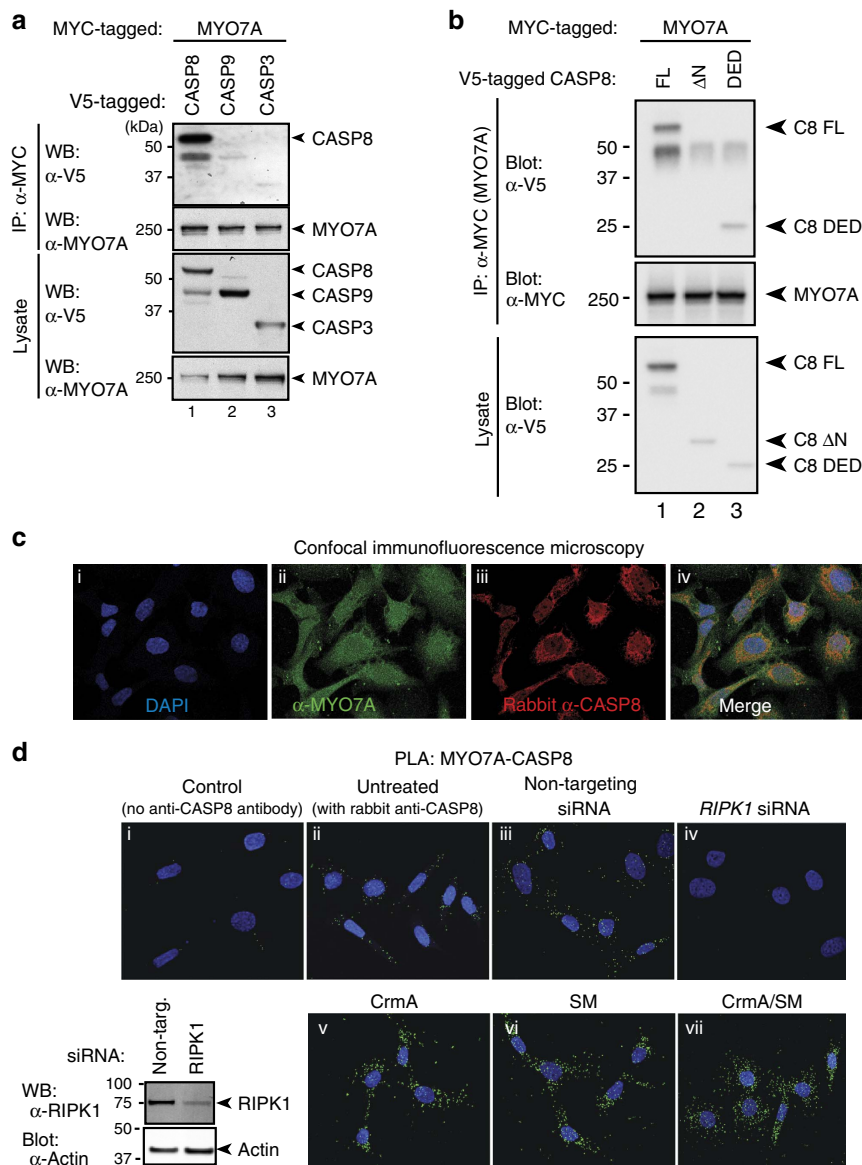 a
MYC-tagged: MYO7A
V5-tagged: CASP8 CASP9 CASP3
(kDa)
IP: α-MYC
WB: α-V5
50
37
CASP8
WB: α-MYO7A
250
MYO7A
Lysate
WB: α-V5
50
37
CASP8
CASP9
CASP3
WB: α-MYO7A
250
MYO7A
1 2 3
b
MYC-tagged: MYO7A
V5-tagged CASP8: FL ΔN DED
IP: α-MYC (MYO7A)
Blot: α-V5
50
37
25
C8 FL
C8 DED
Blot: α-MYC
250
MYO7A
Lysate
Blot: α-V5
50
37
25
C8 FL
C8 ΔN
C8 DED
1 2 3
c
Confocal immunofluorescence microscopy
i ii iii iv
DAPI α-MYO7A Rabbit α-CASP8 Merge
d
PLA: MYO7A-CASP8
Control
(no anti-CASP8 antibody)
Untreated
(with rabbit anti-CASP8)
Non-targeting
siRNA
RIPK1 siRNA
i ii iii iv
siRNA: Non-targ. RIPK1
WB: α-RIPK1
100
75
RIPK1
Blot: α-Actin
50
37
Actin
CrmA SM CrmA/SM
v vi vii